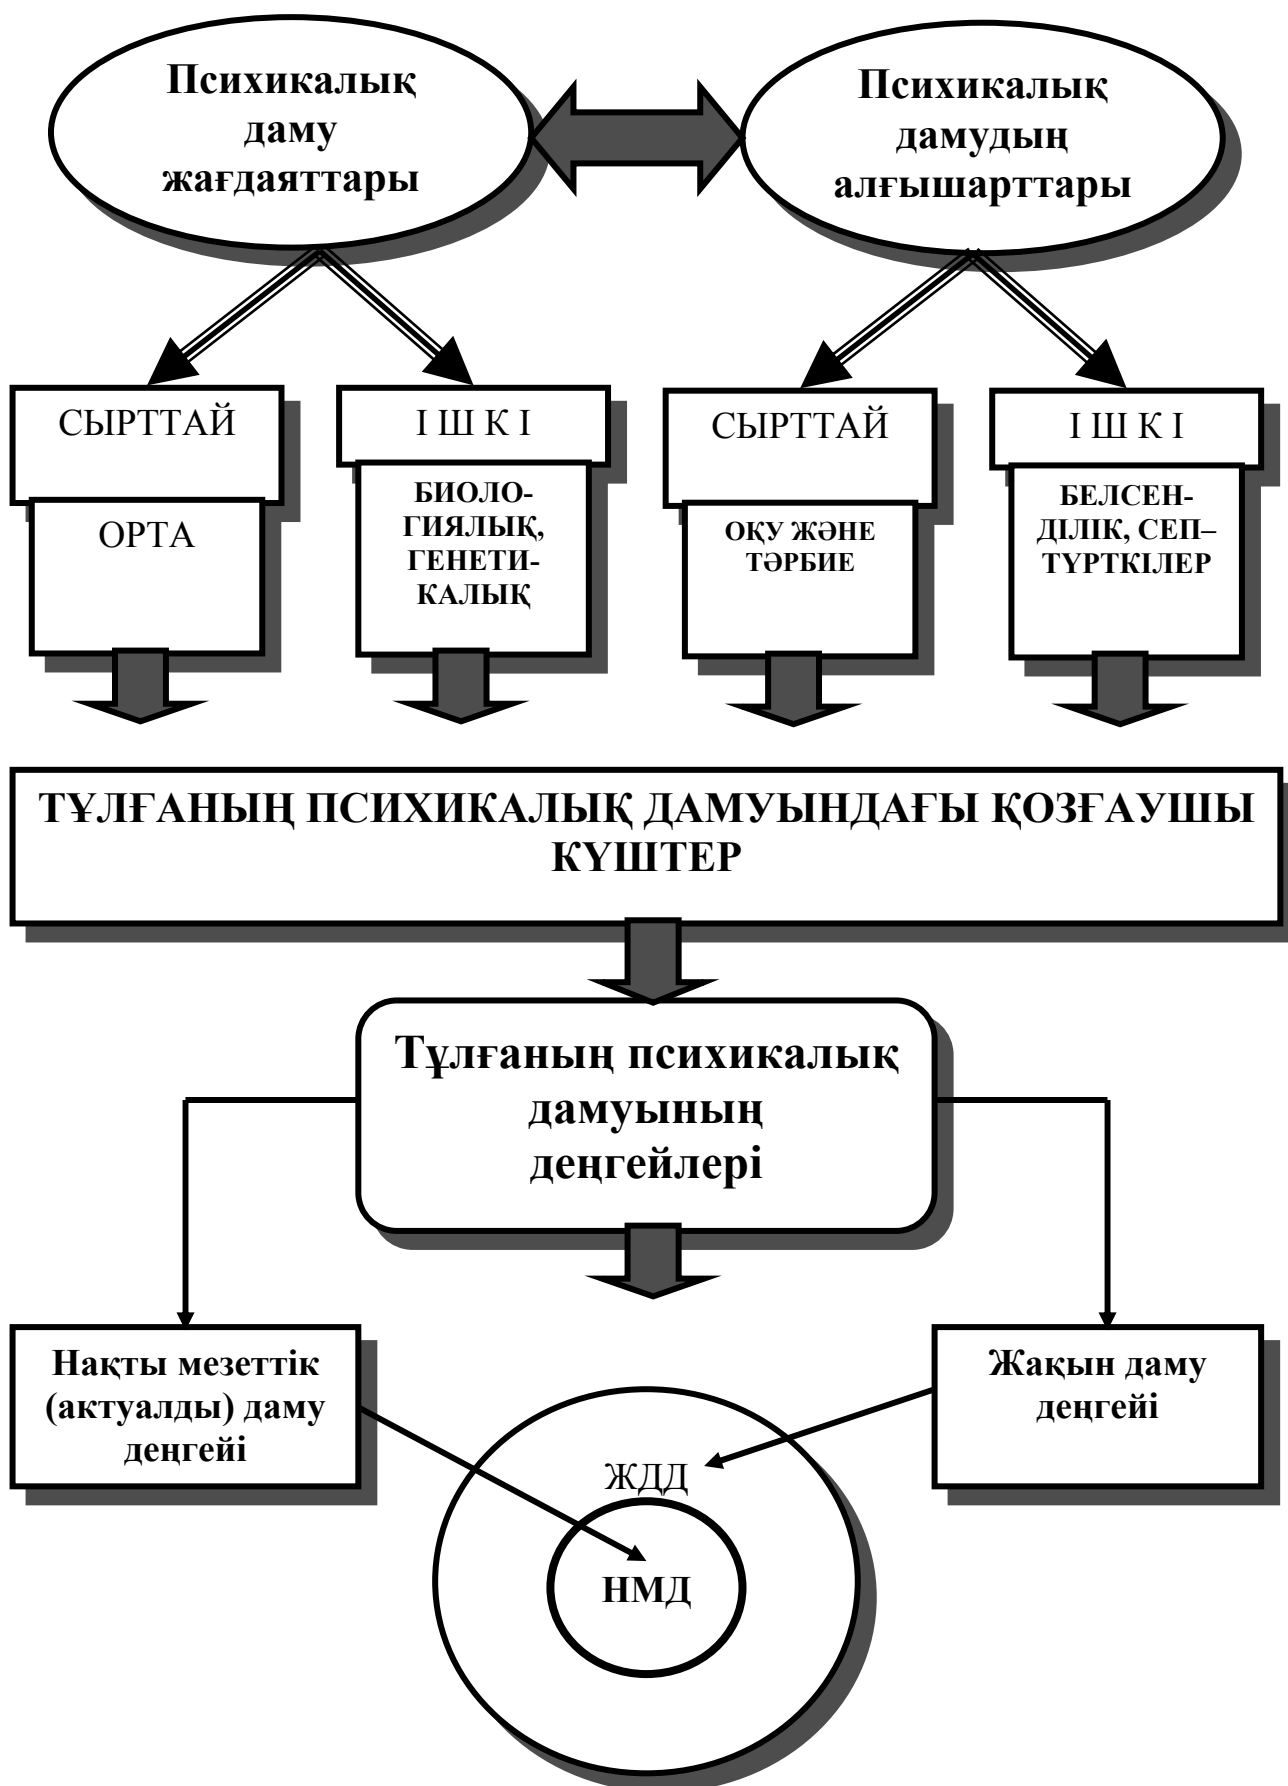 Психикалық
даму
жағдаяттары
Психикалық
дамудың
алғышарттары
СЫРТТАЙ
І Ш К І
СЫРТТАЙ
І Ш К І
ОРТА
БИОЛО-
ГИЯЛЫҚ,
ГЕНЕТИ-
КАЛЫҚ
ОҚУ ЖӘНЕ
ТӘРБИЕ
БЕЛСЕН-
ДІЛІК, СЕП–
ТҮРТКІЛЕР
ТҰЛҒАНЫҢ ПСИХИКАЛЫҚ ДАМУЫНДАҒЫ ҚОЗҒАУШЫ
КҮШТЕР
Тұлғаның психикалық
дамуының
деңгейлері
Нақты мезеттік
(актуалды) даму
деңгейі
Жақын даму
деңгейі
ЖДД
НМД